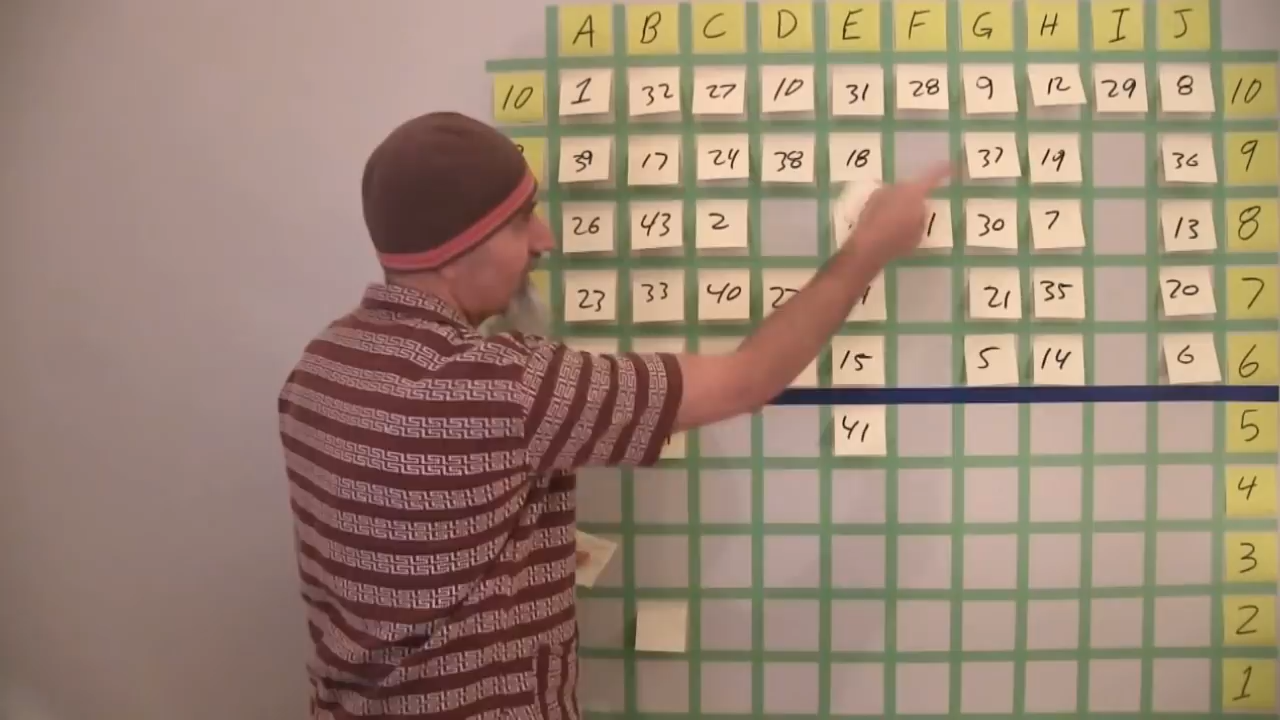 A B C D E F G H I J
10 1 32 27 10 31 28 9 12 29 8 10
39 17 24 38 18 37 19 36 9
26 43 2 1 30 7 13 8
23 33 40 21 35 20 7
15 5 14 6 6
41 5
4
3
2
1